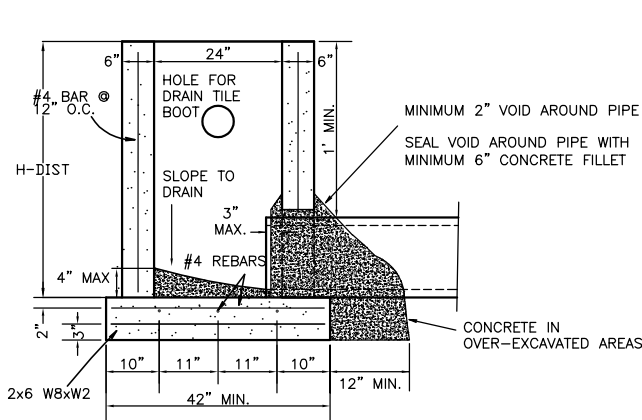 6"
24"
6"
#4 BAR @
12" O.C.
HOLE FOR
DRAIN TILE
BOOT
1' MIN.
MINIMUM 2" VOID AROUND PIPE
SEAL VOID AROUND PIPE WITH
MINIMUM 6" CONCRETE FILLET
H-DIST
SLOPE TO
DRAIN
3"
MAX.
#4 REBARS
4" MAX
2"
3"
CONCRETE IN
OVER-EXCAVATED AREAS
10"
11"
11"
10"
12" MIN.
2x6 W8xW2
42" MIN.